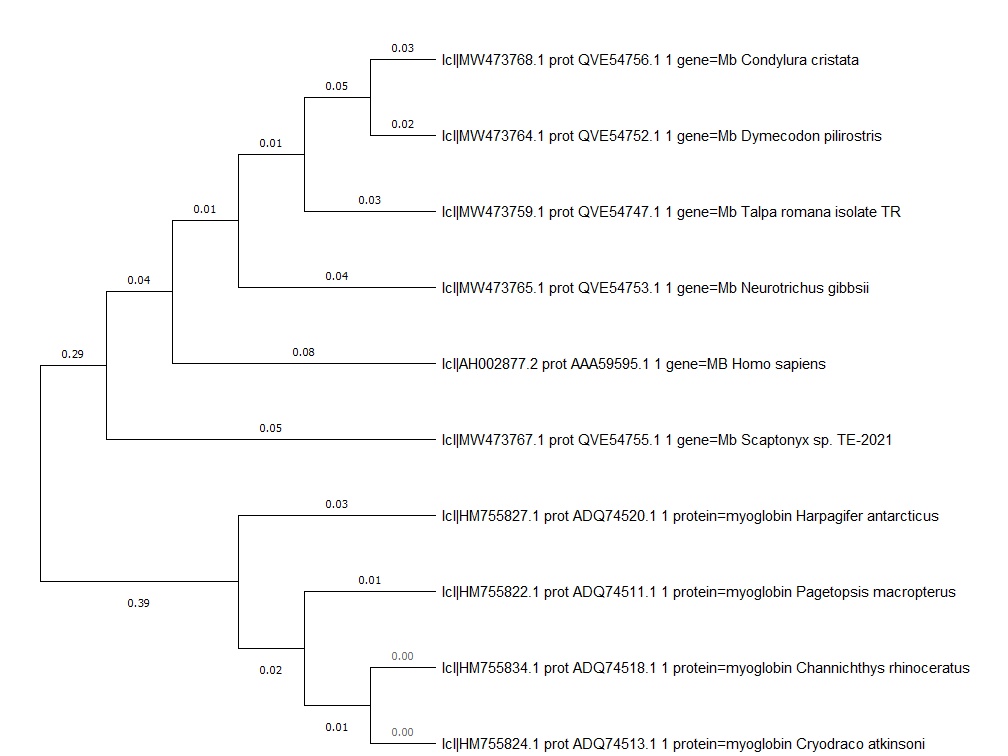 0.03
lcl|MW473768.1 prot QVE54756.1 1 gene=Mb Condylura cristata
0.05
0.02
lcl|MW473764.1 prot QVE54752.1 1 gene=Mb Dymecodon pilirostris
0.01
0.03
lcl|MW473759.1 prot QVE54747.1 1 gene=Mb Talpa romana isolate TR
0.01
0.04
lcl|MW473765.1 prot QVE54753.1 1 gene=Mb Neurotrichus gibbsii
0.04
0.08
lcl|AH002877.2 prot AAA59595.1 1 gene=MB Homo sapiens
0.29
0.05
lcl|MW473767.1 prot QVE54755.1 1 gene=Mb Scaptonyx sp. TE-2021
0.03
lcl|HM755827.1 prot ADQ74520.1 1 protein=myoglobin Harpagifer antarcticus
0.39
0.01
lcl|HM755822.1 prot ADQ74511.1 1 protein=myoglobin Pagetopsis macropterus
0.02
0.00
lcl|HM755834.1 prot ADQ74518.1 1 protein=myoglobin Channichthys rhinoceratus
0.01
0.00
lcl|HM755824.1 prot ADQ74513.1 1 protein=myoglobin Cryodraco atkinsoni